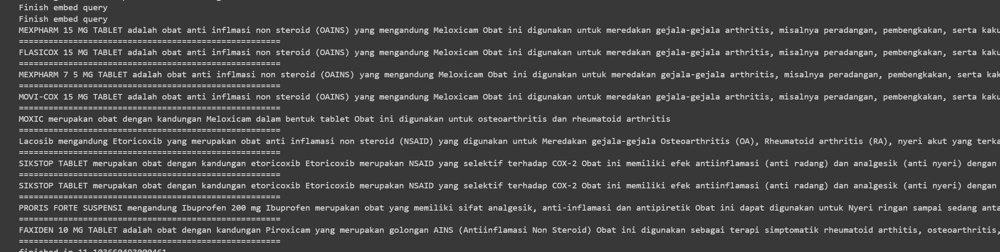 Finish embed query
Finish embed query
MEXPHARM 15 MG TABLET adalah obat anti inflmasi non steroid (OAINS) yang mengandung Meloxicam Obat ini digunakan untuk meredakan gejala-gejala arthritis, misalnya peradangan, pembengkakan, serta kaku
=====================================================
FLASICOX 15 MG TABLET adalah obat anti inflmasi non steroid (OAINS) yang mengandung Meloxicam Obat ini digunakan untuk meredakan gejala-gejala arthritis, misalnya peradangan, pembengkakan, serta kaku
=====================================================
MEXPHARM 7 5 MG TABLET adalah obat anti inflmasi non steroid (OAINS) yang mengandung Meloxicam Obat ini digunakan untuk meredakan gejala-gejala arthritis, misalnya peradangan, pembengkakan, serta kak
=====================================================
MOVI-COX 15 MG TABLET adalah obat anti inflmasi non steroid (OAINS) yang mengandung Meloxicam Obat ini digunakan untuk meredakan gejala-gejala arthritis, misalnya peradangan, pembengkakan, serta kaku
=====================================================
MOXIC merupakan obat dengan kandungan Meloxicam dalam bentuk tablet Obat ini digunakan untuk osteoarthritis dan rheumatoid arthritis
=====================================================
Lacosib mengandung Etoricoxib yang merupakan obat anti inflamasi non steroid (NSAID) yang digunakan untuk Meredakan gejala-gejala Osteoarthritis (OA), Rheumatoid arthritis (RA), nyeri akut yang terka
=====================================================
SIKSTOP TABLET merupakan obat dengan kandungan etoricoxib Etoricoxib merupakan NSAID yang selektif terhadap COX-2 Obat ini memiliki efek antiinflamasi (anti radang) dan analgesik (anti nyeri) dengan
=====================================================
SIKSTOP TABLET merupakan obat dengan kandungan etoricoxib Etoricoxib merupakan NSAID yang selektif terhadap COX-2 Obat ini memiliki efek antiinflamasi (anti radang) dan analgesik (anti nyeri) dengan
=====================================================
PRORIS FORTE SUSPENSI mengandung Ibuprofen 200 mg Ibuprofen merupakan obat yang memiliki sifat analgesik, anti-inflamasi dan antipiretik Obat ini dapat digunakan untuk Nyeri ringan sampai sedang anta
=====================================================
FAXIDEN 10 MG TABLET adalah obat dengan kandungan Piroxicam yang merupakan golongan AINS (Antiinflamasi Non Steroid) Obat ini digunakan sebagai terapi simptomatik rheumatoid arthitis, osteoarthritis,
=====================================================
finished in 11.103660493000461